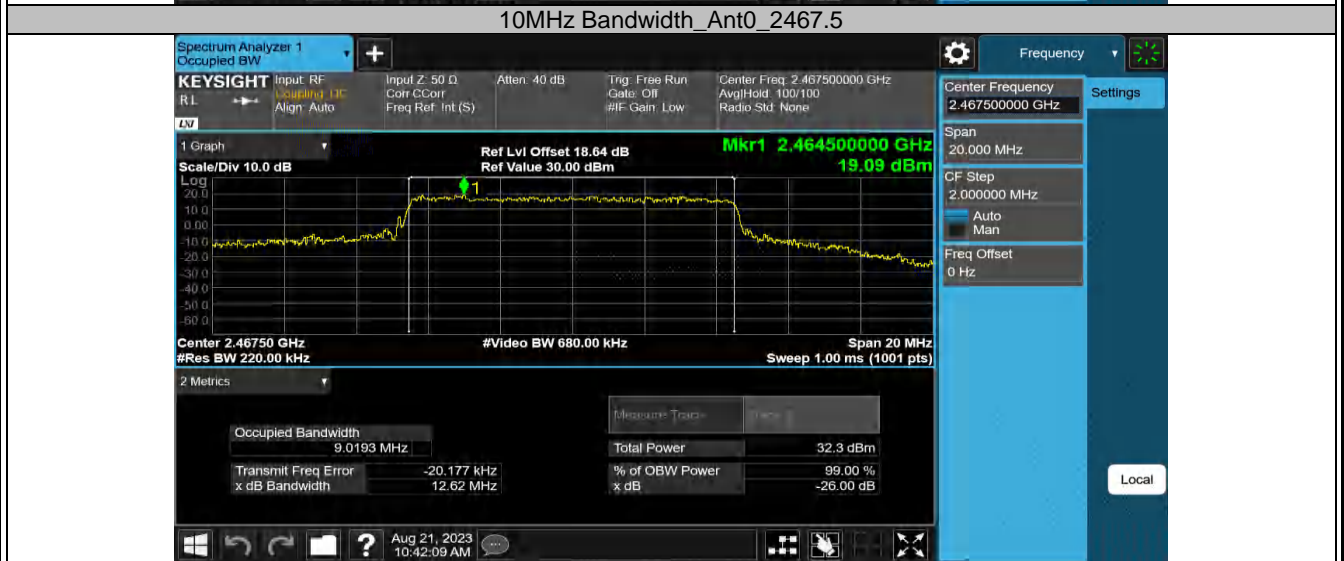 10MHz Bandwidth_Ant0_2467.5
Spectrum Analyzer 1
Occupied BW
+
Frequency
KEYSIGHT
RL
LXI
Input: RF
Coupling: DC
Align: Auto
Input Z: 50 Ω
Corr CCorr
Freq Ref: Int (S)
Atten: 40 dB
Trig: Free Run
Gate: Off
#IF Gain: Low
Center Freq: 2.467500000 GHz
Avg|Hold: 100/100
Radio Std: None
Center Frequency
2.467500000 GHz
Settings
Span
20.000 MHz
CF Step
2.000000 MHz
Auto
Man
Freq Offset
0 Hz
1 Graph
Scale/Div 10.0 dB
Ref Lvl Offset 18.64 dB
Ref Value 30.00 dBm
Mkr1 2.464500000 GHz
19.09 dBm
Log
20.0
10.0
0.00
-10.0
-20.0
-30.0
-40.0
-50.0
-60.0
1
Center 2.46750 GHz
#Res BW 220.00 kHz
#Video BW 680.00 kHz
Span 20 MHz
Sweep 1.00 ms (1001 pts)
2 Metrics
Measure Trace
Occupied Bandwidth
9.0193 MHz
Total Power 32.3 dBm
Transmit Freq Error -20.177 kHz
% of OBW Power 99.00 %
x dB Bandwidth 12.62 MHz
x dB -26.00 dB
Local
?
Aug 21, 2023
10:42:09 AM